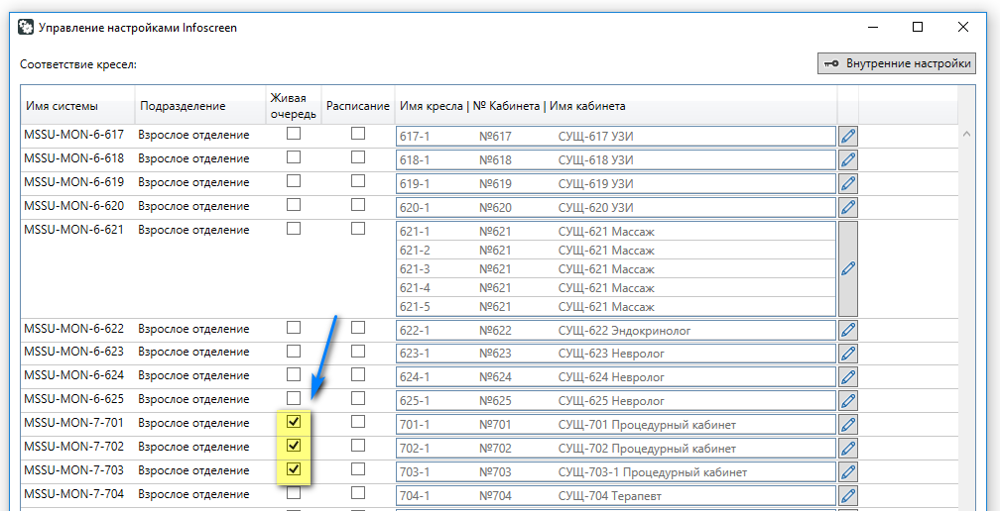 Управление настройками Infoscreen
Соответствие кресел:
Внутренние настройки
Имя системы Подразделение Живая очередь Расписание Имя кресла | № Кабинета | Имя кабинета
MSSU-MON-6-617 Взрослое отделение 617-1 №617 СУЩ-617 УЗИ
MSSU-MON-6-618 Взрослое отделение 618-1 №618 СУЩ-618 УЗИ
MSSU-MON-6-619 Взрослое отделение 619-1 №619 СУЩ-619 УЗИ
MSSU-MON-6-620 Взрослое отделение 620-1 №620 СУЩ-620 УЗИ
MSSU-MON-6-621 Взрослое отделение 621-1 №621 СУЩ-621 Массаж
621-2 №621 СУЩ-621 Массаж
621-3 №621 СУЩ-621 Массаж
621-4 №621 СУЩ-621 Массаж
621-5 №621 СУЩ-621 Массаж
MSSU-MON-6-622 Взрослое отделение 622-1 №622 СУЩ-622 Эндокринолог
MSSU-MON-6-623 Взрослое отделение 623-1 №623 СУЩ-623 Невролог
MSSU-MON-6-624 Взрослое отделение 624-1 №624 СУЩ-624 Невролог
MSSU-MON-6-625 Взрослое отделение 625-1 №625 СУЩ-625 Невролог
MSSU-MON-7-701 Взрослое отделение 701-1 №701 СУЩ-701 Процедурный кабинет
MSSU-MON-7-702 Взрослое отделение 702-1 №702 СУЩ-702 Процедурный кабинет
MSSU-MON-7-703 Взрослое отделение 703-1 №703 СУЩ-703-1 Процедурный кабинет
MSSU-MON-7-704 Взрослое отделение 704-1 №704 СУЩ-704 Терапевт